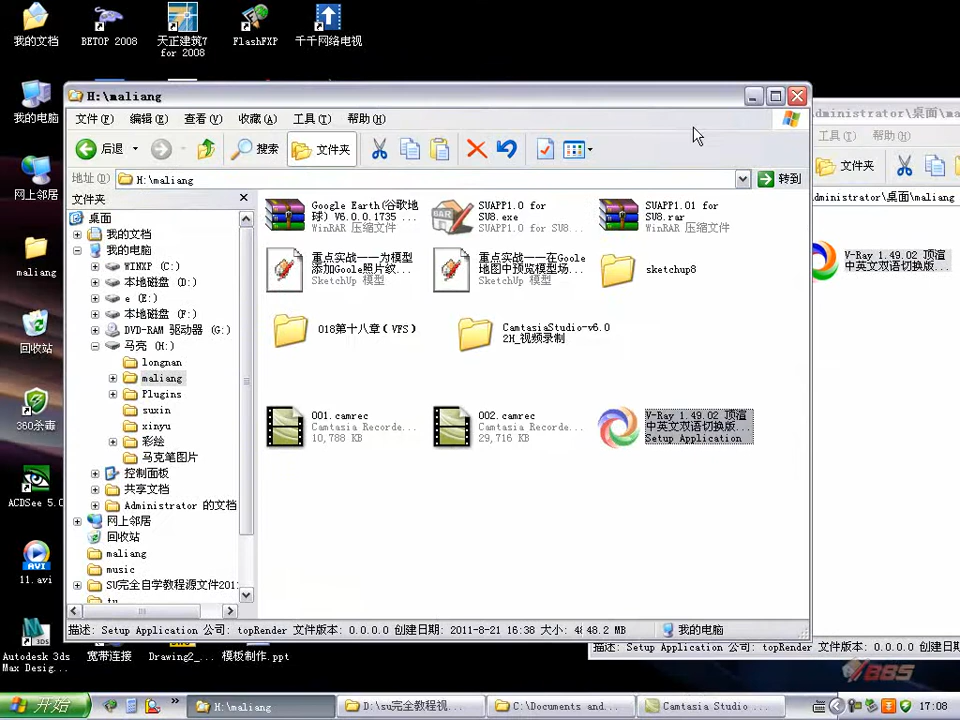 我的文档
BETOP 2008
天正建筑7
for 2008
FlashFXP
千千网络电视
我的电脑
网上邻居
maliang
回收站
360杀毒
ACDSee 5.0
11.avi
Autodesk 3ds
Max Desig...
宽带连接
Drawing2_...
模板制作.ppt
H:\maliang
文件(F)
编辑(E)
查看(V)
收藏(A)
工具(T)
帮助(H)
后退
搜索
文件夹
地址(D)
H:\maliang
转到
文件夹
桌面
我的文档
我的电脑
WINXP (C:)
本地磁盘 (D:)
e (E:)
本地磁盘 (F:)
DVD-RAM 驱动器 (G:)
马亮 (H:)
longnan
maliang
Plugins
suxin
xinyu
彩绘
马克笔图片
控制面板
共享文档
Administrator 的文档
网上邻居
回收站
maliang
music
SU完全自学教程源文件201
Google Earth(谷歌地
球) V6.0.0.1735 ...
WinRAR 压缩文件
SUAPP1.0 for
SU8.exe
SUAPP 1.0 for SU8...
SUAPP1.01 for
SU8.rar
WinRAR 压缩文件
重点实战——为模型
添加Goole照片纹...
SketchUp 模型
重点实战——在Goole
地图中预览模型场...
SketchUp 模型
sketchup8
018第十八章(VFS)
CamtasiaStudio-v6.0
2H_视频录制
001.camrec
Camtasia Recorde...
10,788 KB
002.camrec
Camtasia Recorde...
29,716 KB
V-Ray 1.49.02 顶渲
中英文双语切换版...
Setup Application
描述: Setup Application 公司: topRender 文件版本: 0.0.0.0 创建日期: 2011-8-21 16:38 大小: 48
48.2 MB
我的电脑
dministrator\桌面\ma
工具(T)
帮助(H)
文件夹
dministrator\桌面\maliang
V-Ray 1.49.02 顶渲
中英文双语切换版...
描述: Setup Application 公司: topRender 文件版本: 0.0.0.0 创建日期
BBS
开始
H:\maliang
D:\su完全教程视...
C:\Documents and...
Camtasia Studio ...
17:08